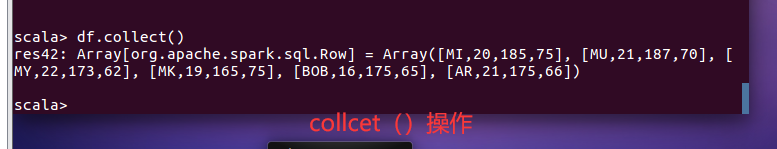 scala> df.collect()
res42: Array[org.apache.spark.sql.Row] = Array([MI,20,185,75], [MU,21,187,70], [
MY,22,173,62], [MK,19,165,75], [BOB,16,175,65], [AR,21,175,66])
scala>
collcet（）操作